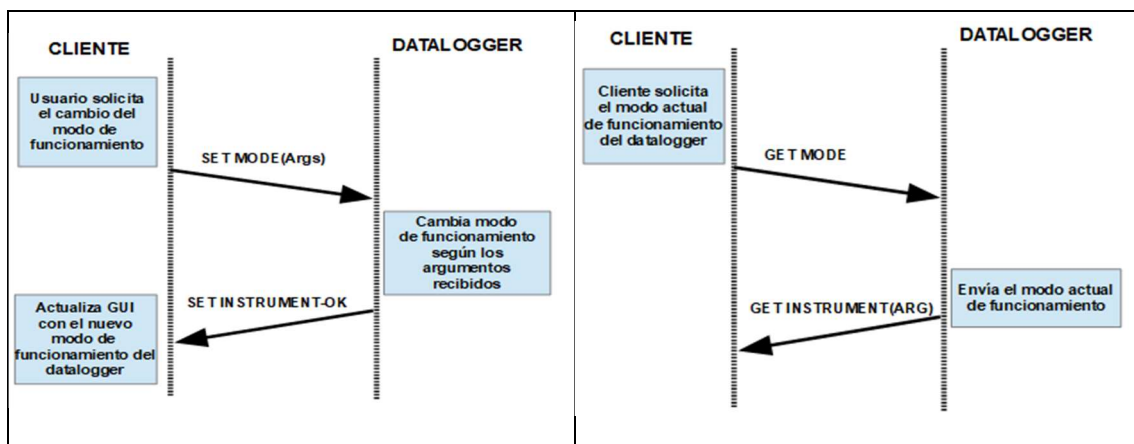 CLIENTE
DATALOGGER
Usuario solicita
el cambio del
modo de
funcionamiento
SET MODE(Args)
Cambia modo
de funcionamiento
según los
argumentos
recibidos
SET INSTRUMENT-OK
Actualiza GUI
con el nuevo
modo de
funcionamiento del
datalogger
CLIENTE
DATALOGGER
Cliente solicita
el modo actual
de funcionamiento
del datalogger
GET MODE
Envía el modo actual
de funcionamiento
GET INSTRUMENT(ARG)